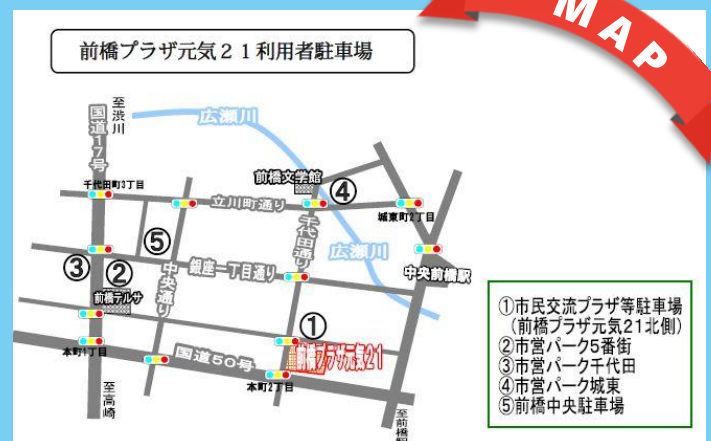 MAP
前橋プラザ元気２１利用者駐車場
至渋川
国道17号
広瀬川
前橋文学館
④
千代田町3丁目
立川町通り
城東町2丁目
千代田通り
広瀬川
⑤
銀座一丁目通り
中央前橋駅
③
②
前橋テルサ
中央通り
①
前橋プラザ元気21
本町1丁目
国道50号
本町2丁目
至高崎
至前橋駅
①市民交流プラザ等駐車場
（前橋プラザ元気21北側）
②市営パーク5番街
③市営パーク千代田
④市営パーク城東
⑤前橋中央駐車場